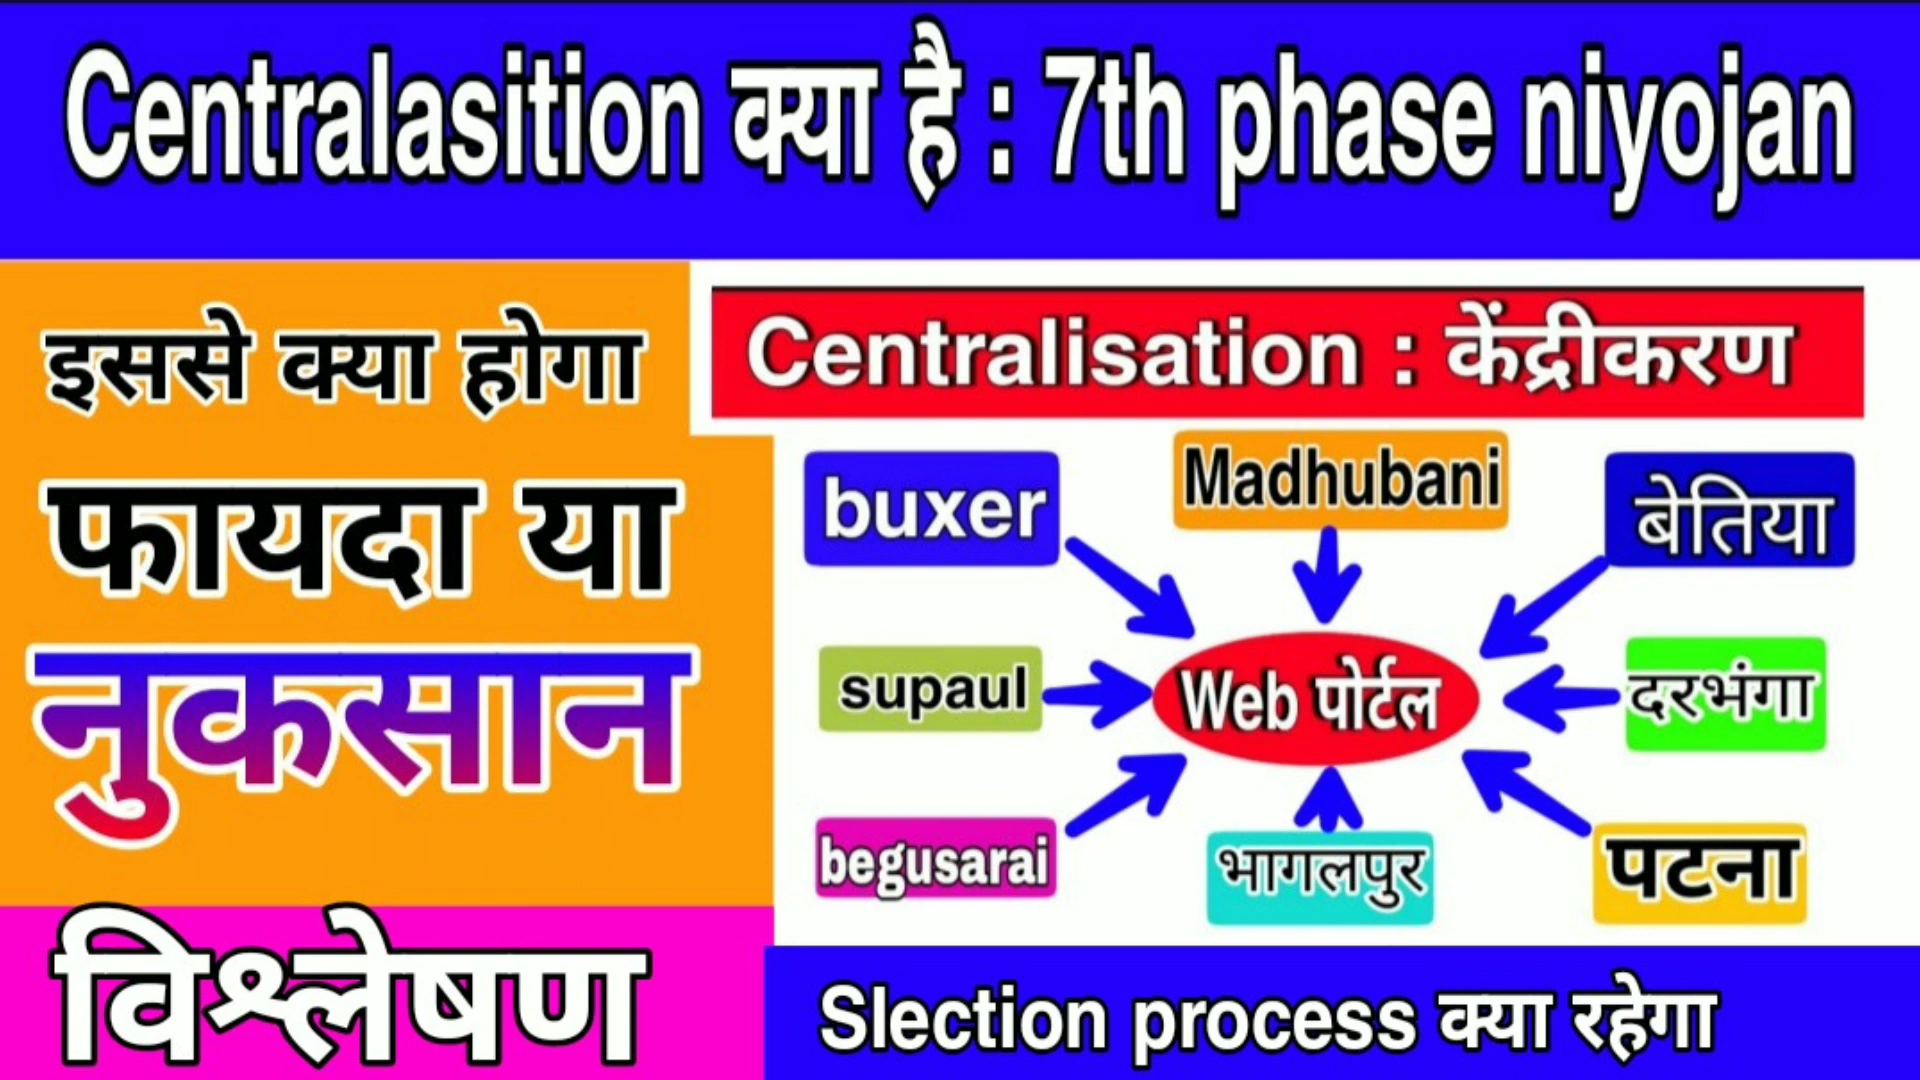 Centralasition क्या है : 7th phase niyojan
इससे क्या होगा
फायदा या
नुकसान
विश्लेषण
Centralisation : केंद्रीकरण
buxer
Madhubani
बेतिया
supaul
Web पोर्टल
दरभंगा
begusarai
भागलपुर
पटना
Slection process क्या रहेगा